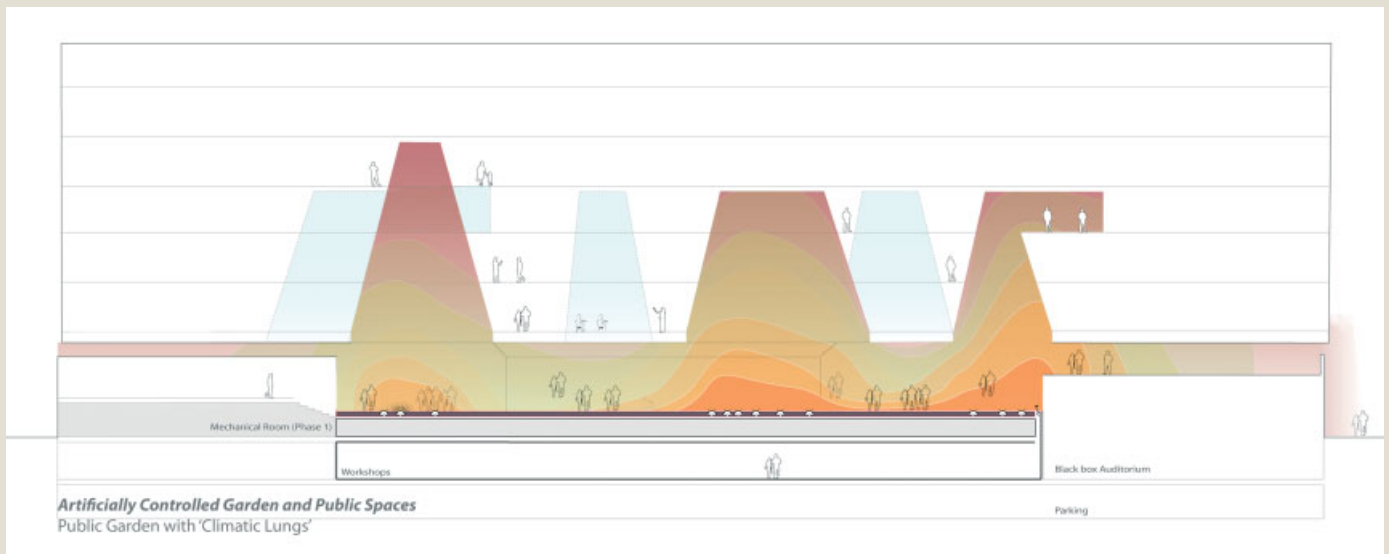 Mechanical Room (Phase 1)
Workshops
Black box Auditorium
Parking
Artificially Controlled Garden and Public Spaces
Public Garden with 'Climatic Lungs'